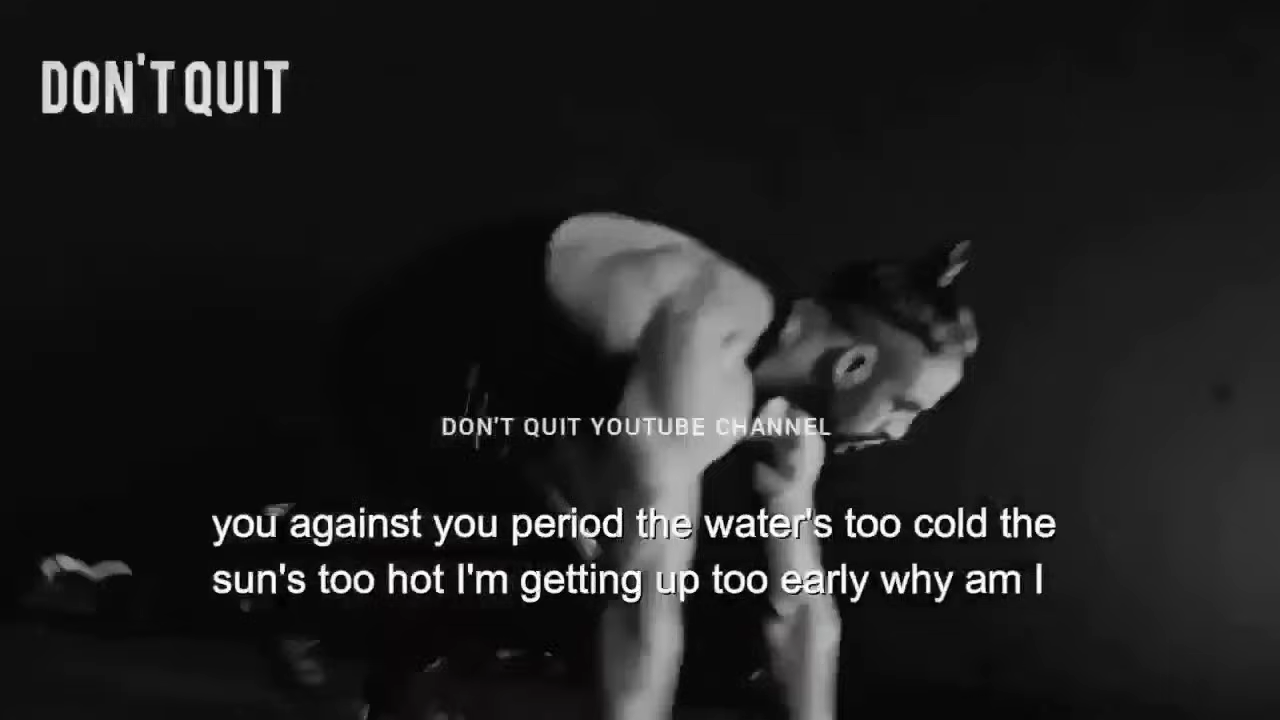 DON'T QUIT
DON'T QUIT YOUTUBE CHANNEL
you against you period the water's too cold the
sun's too hot I'm getting up too early why am I